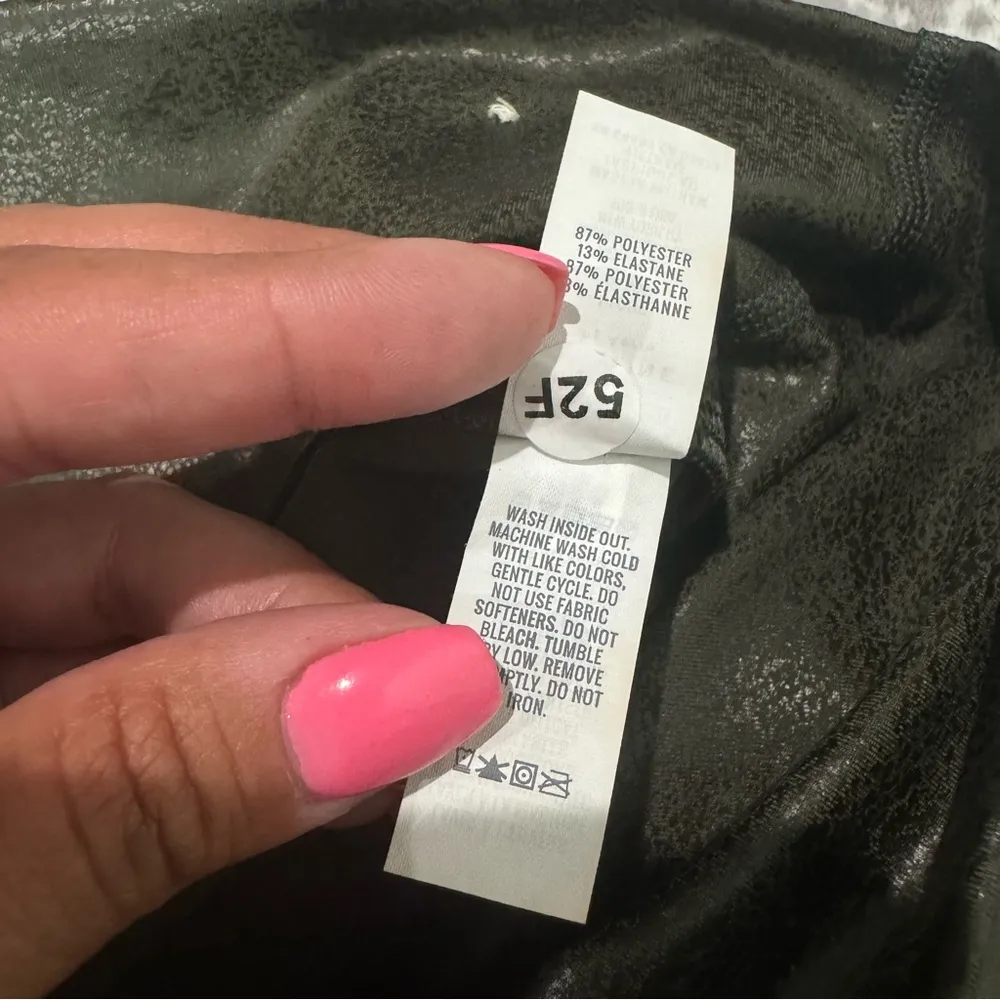 87% POLYESTER
13% ELASTANE
87% POLYESTER
3% ÉLASTHANNE
52F
WASH INSIDE OUT.
MACHINE WASH COLD
WITH LIKE COLORS,
GENTLE CYCLE. DO
NOT USE FABRIC
SOFTENERS. DO NOT
BLEACH. TUMBLE
LOW. REMOVE
DO NOT
IRON.